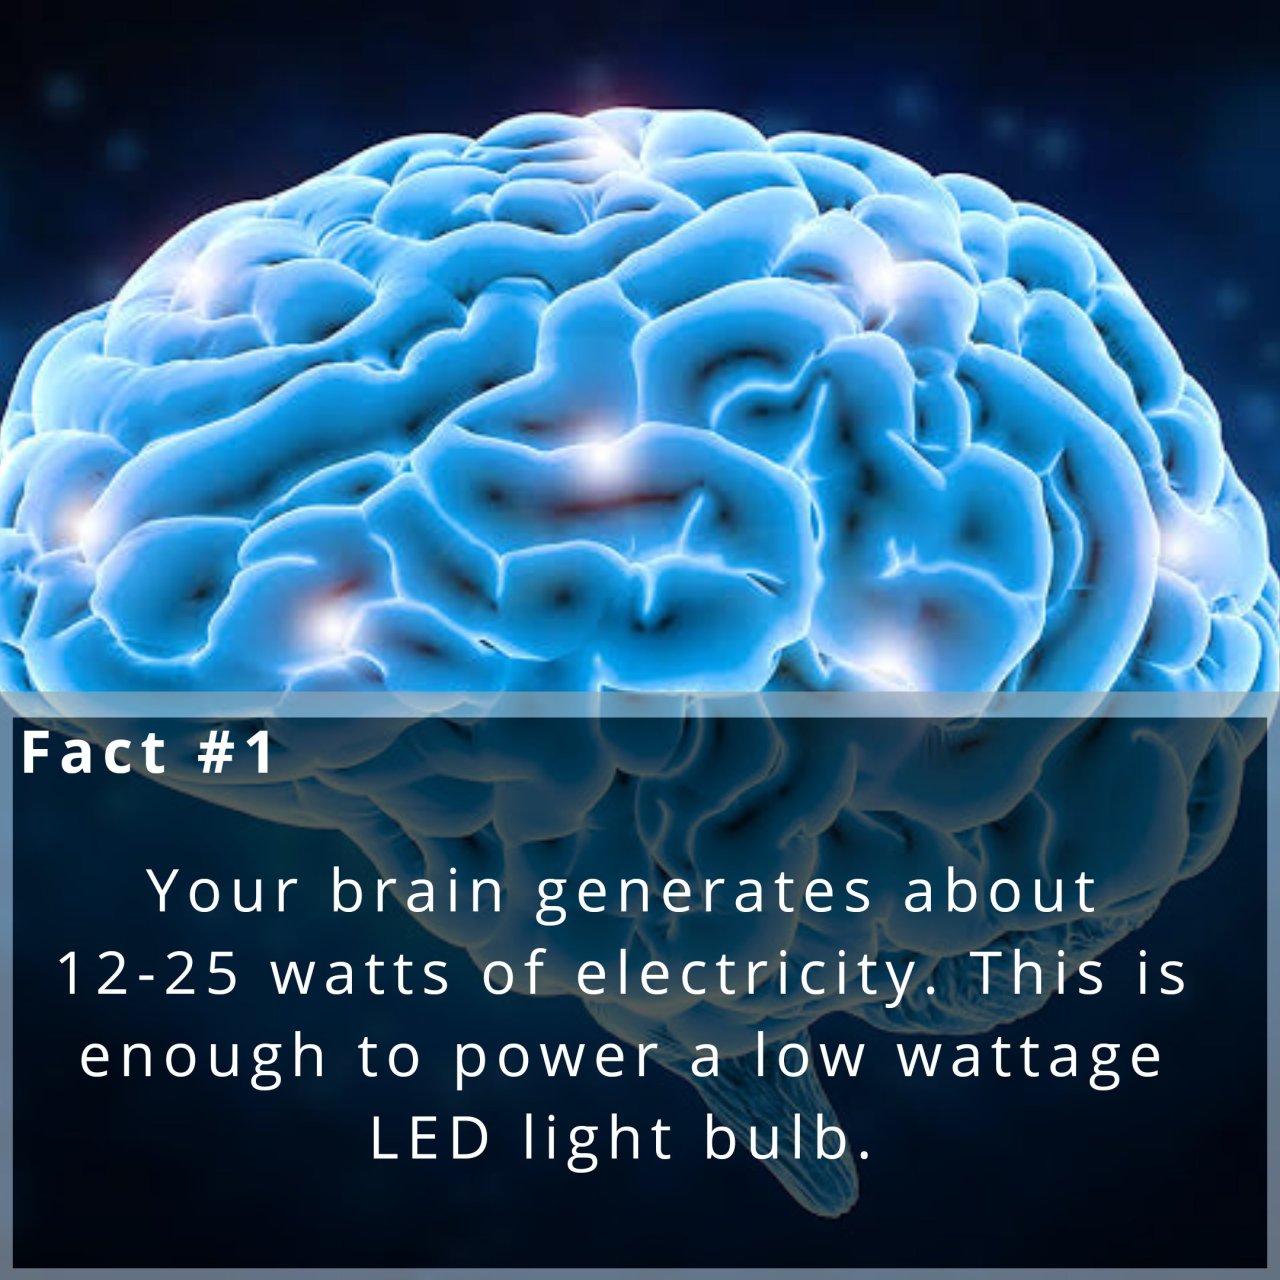 Fact #1
Your brain generates about
12-25 watts of electricity. This is
enough to power a low wattage
LED light bulb.